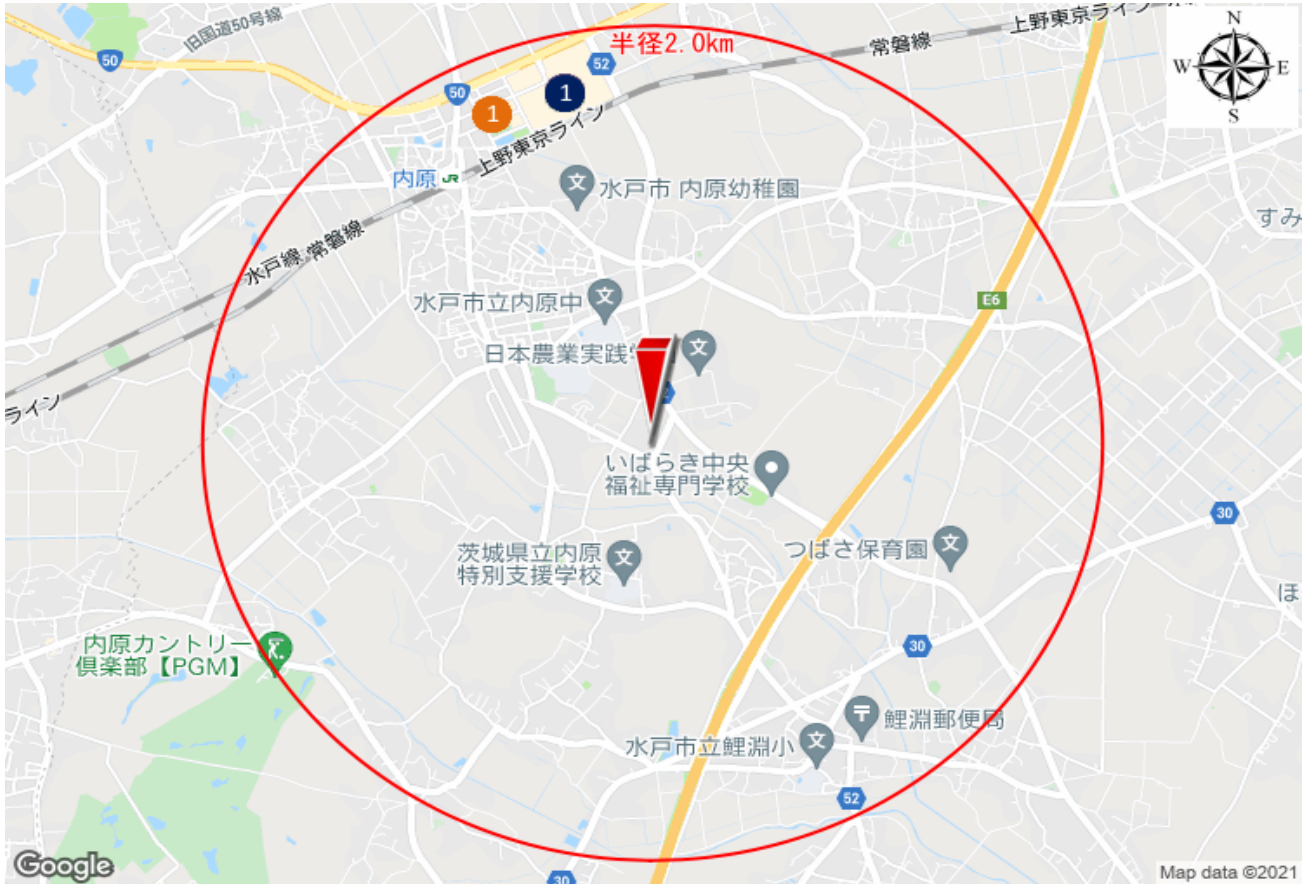 上野東京ライン
旧国道50号線
半径2.0km
常磐線
N
W
E
S
50
52
50
1
1
上野東京ライン
内原
JR
水戸市 内原幼稚園
すみ
水戸線
常磐線
水戸市立内原中
E6
日本農業実践
ライン
いばらき中央
福祉専門学校
30
つばさ保育園
茨城県立内原
特別支援学校
ほ
内原カントリー
倶楽部【PGM】
30
鯉淵郵便局
水戸市立鯉淵小
52
30
Google
Map data ©2021